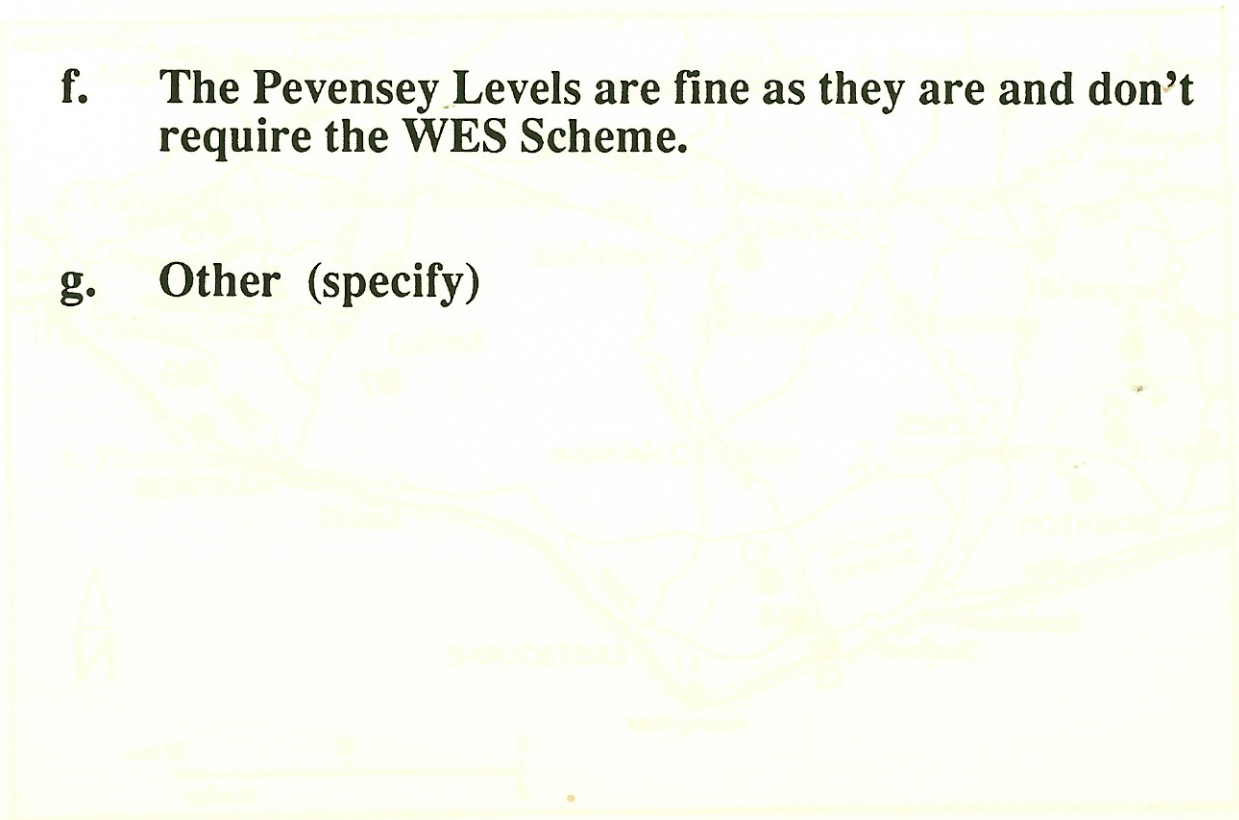 f. The Pevensey Levels are fine as they are and don't
require the WES Scheme.
g. Other (specify)